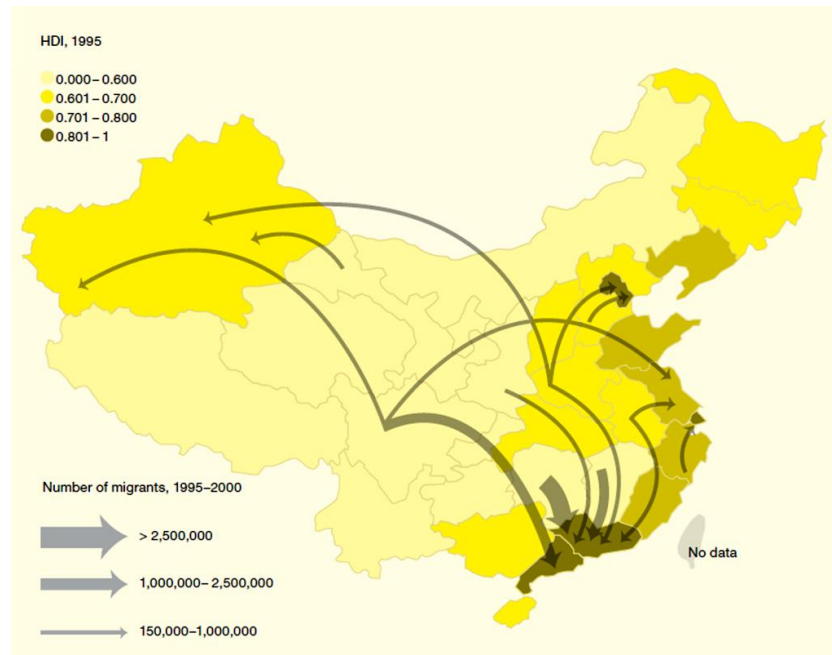 HDI, 1995
0.000–0.600
0.601–0.700
0.701–0.800
0.801–1
Number of migrants, 1995–2000
> 2,500,000
1,000,000–2,500,000
150,000–1,000,000
No data